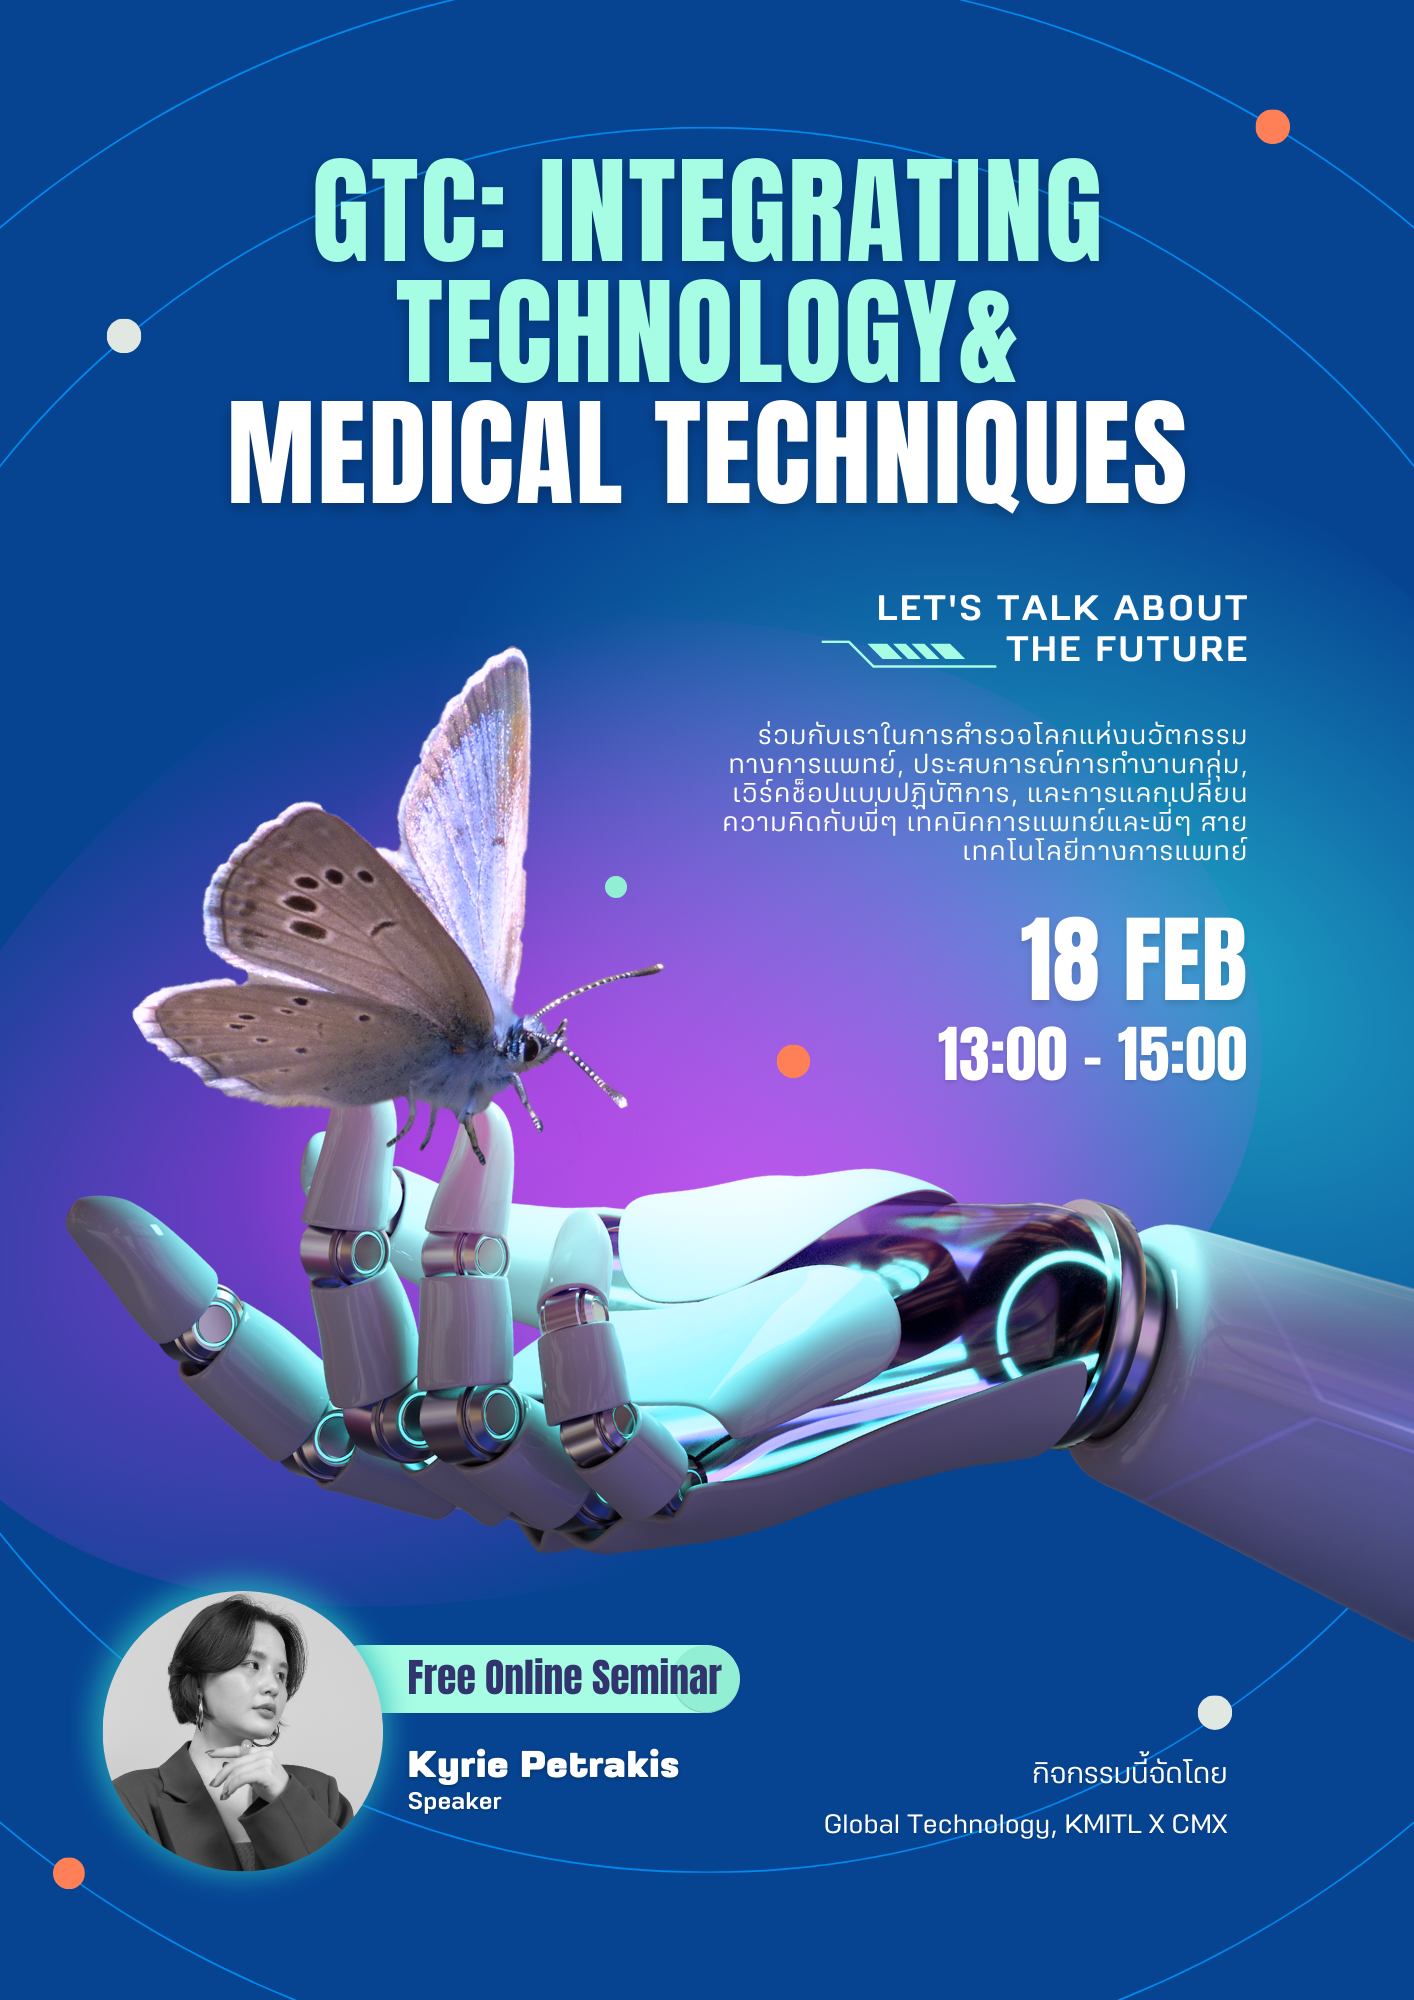 GTC: INTEGRATING
TECHNOLOGY&
MEDICAL TECHNIQUES
LET'S TALK ABOUT
THE FUTURE
ร่วมกับเราในการสำรวจโลกแห่งนวัตกรรม
ทางการแพทย์, ประสบการณ์การทำงานกลุ่ม,
เวิร์คช็อปแบบปฏิบัติการ, และการแลกเปลี่ยน
ความคิดกับพี่ๆ เทคนิคการแพทย์และพี่ๆ สาย
เทคโนโลยีทางการแพทย์
18 FEB
13:00 - 15:00
Free Online Seminar
Kyrie Petrakis
Speaker
กิจกรรมนี้จัดโดย
Global Technology, KMITL X CMX